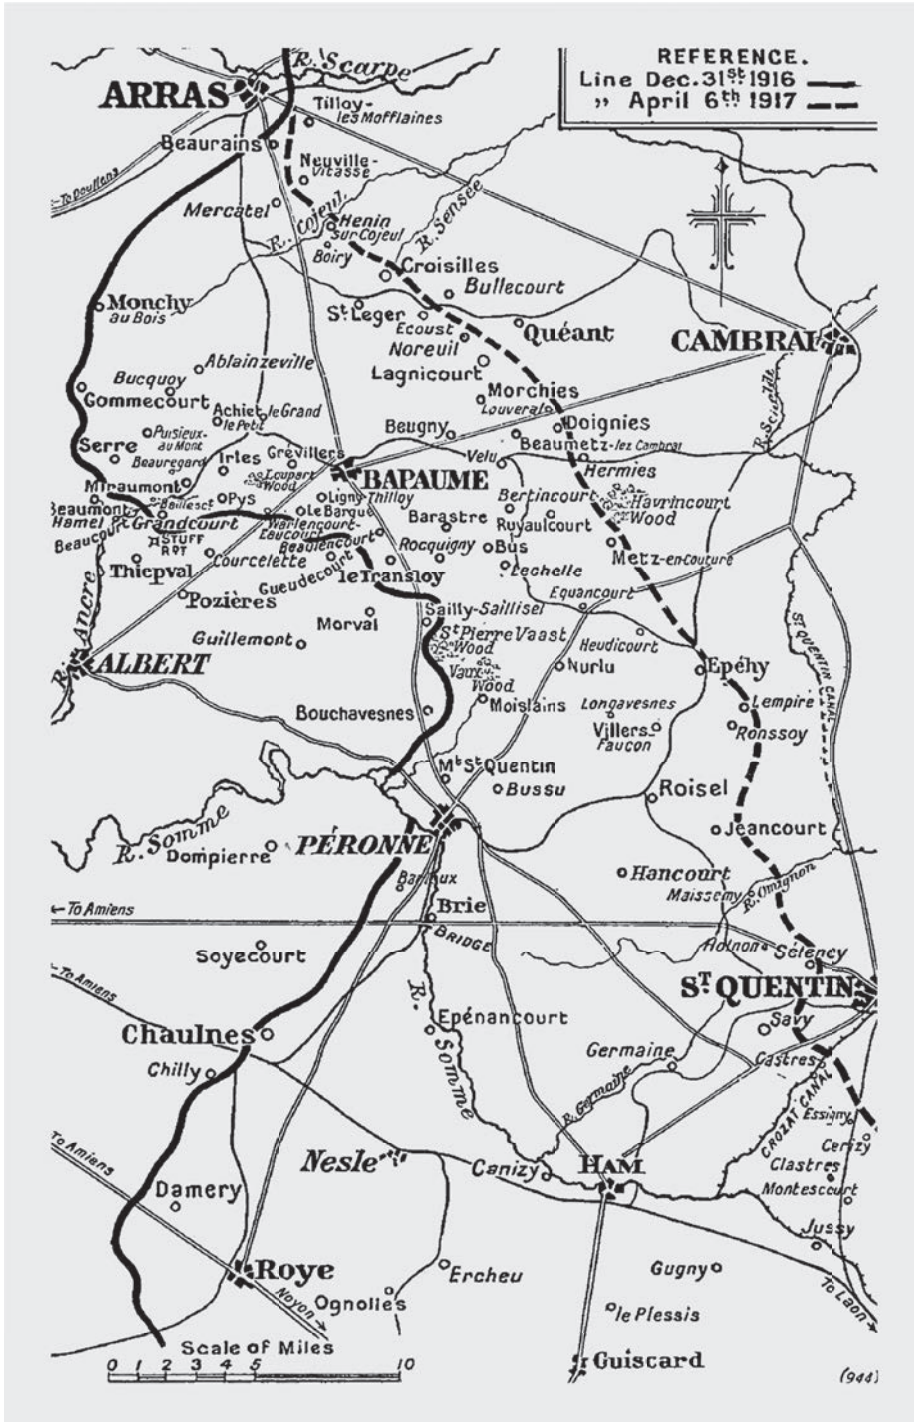 REFERENCE.
Line Dec. 31st 1916
„ April 6th 1917
R. Scarpe
ARRAS
Tilloy-
les Mofflaines
Beaurains
Neuville-
Vitasse
To Doullens
Mercatel
R. Cojeul
Henin
sur Cojeul
R. Sensée
Boiry
Croisilles
Bullecourt
Monchy
au Bois
St Leger
Ecoust
Quéant
CAMBRAI
Noreuil
Lagnicourt
Ablainzeville
Bucquoy
Gommecourt
Morchies
Louveral
R. Scheldt
Achiet le Grand
le Petit
Beugny
Doignies
Puisieux-
au Mont
Serre
Beaumetz-lez Cambrai
Beauregard
Irles
Grévillers
Velu
Hermies
Loupart
Wood
BAPAUME
Miraumont
Pys
Ligny Thilloy
Bertincourt
Havrincourt
Wood
Beaumont
Hamel
Baillesct
Le Barque
Barastre
Ruyaulcourt
Beaucourt
Grandcourt
Warlencourt-
Eaucourt
STUFF
RDT
Beaulencourt
Rocquigny
Bus
Metz-en-Couture
Thiepval
Courcelette
Gueudecourt
le Transloy
Lechelle
R. Ancre
Pozières
Equancourt
Morval
Sailly-Saillisel
Guillemont
St Pierre Vaast
Wood
Heudicourt
ST QUENTIN CANAL
ALBERT
Vaux
Wood
Nurlu
Epéhy
Bouchavesnes
Moislains
Longavesnes
Lempire
Villers-
Faucon
Ronssoy
Mt St Quentin
Bussu
Roisel
R. Somme
Dompierre
PÉRONNE
Jeancourt
Hancourt
Barleux
Maissemy
R. Omignon
←To Amiens
Brie
BRIDGE
Soyecourt
Holnon
Selency
←To Amiens
ST QUENTIN
R. Somme
Chaulnes
Epénancourt
Savy
Chilly
Germaine
Castres
R. Germaine
CROZAT CANAL
Essigny
To Amiens
Cerizy
Nesle
Canizy
HAM
Clastres
Montescourt
Damery
Jussy
Roye
Ercheu
Gugny
Noyon→
Ognolles
le Plessis
To Laon→
Scale of Miles
Guiscard
0 1 2 3 4 5 10
(944)